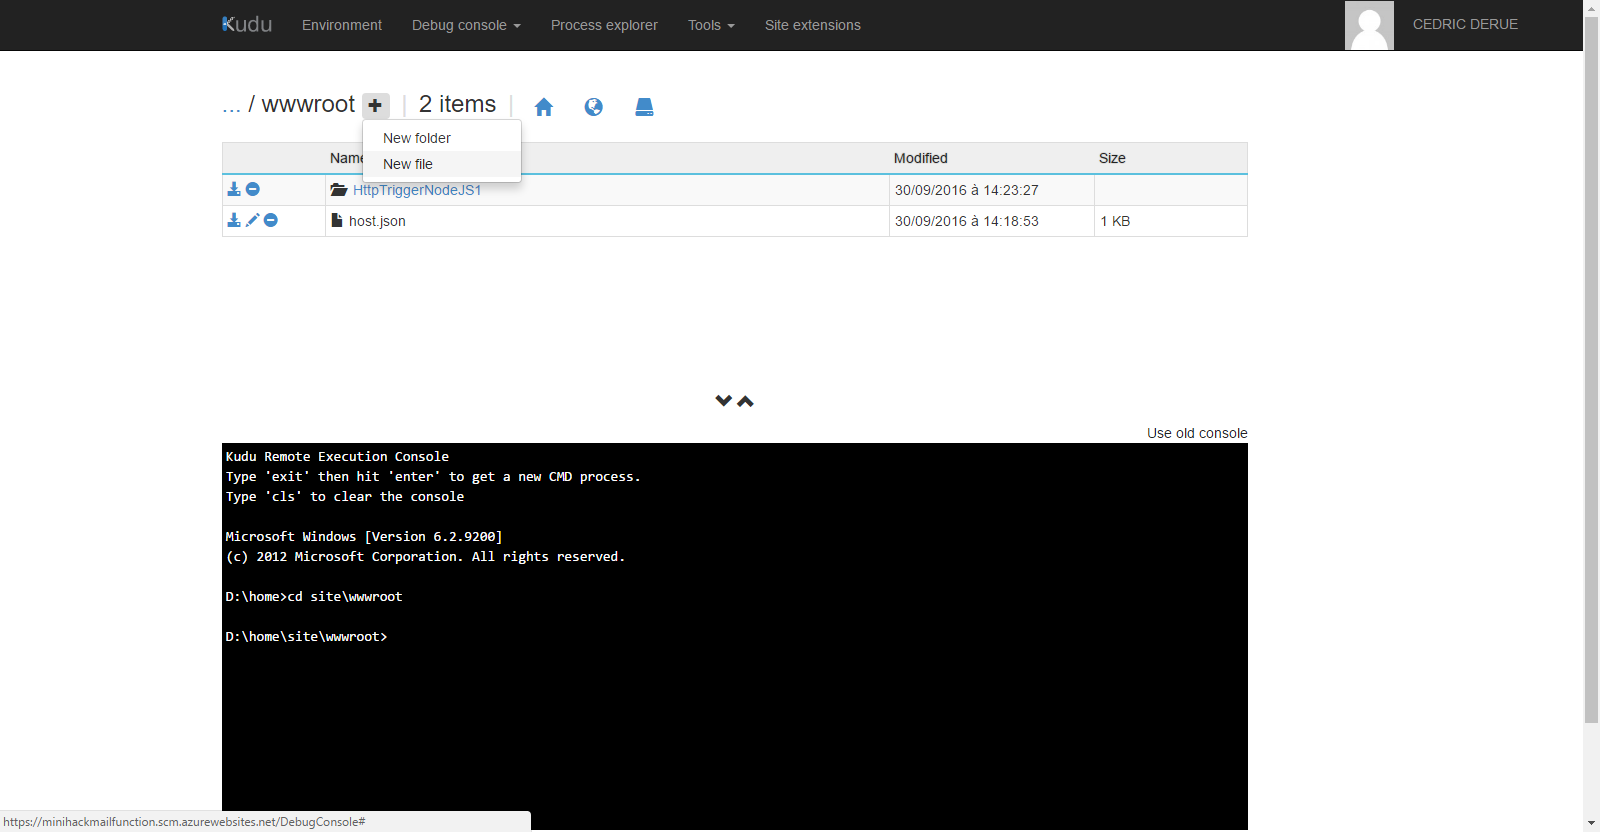 Kudu Environment Debug console Process explorer Tools Site extensions CEDRIC DERUE
... / wwwroot | 2 items |
New folder
New file
Name Modified Size
HttpTriggerNodeJS1 30/09/2016 à 14:23:27
host.json 30/09/2016 à 14:18:53 1 KB
Use old console
Kudu Remote Execution Console
Type 'exit' then hit 'enter' to get a new CMD process.
Type 'cls' to clear the console
Microsoft Windows [Version 6.2.9200]
(c) 2012 Microsoft Corporation. All rights reserved.
D:\home>cd site\wwwroot
D:\home\site\wwwroot>
https://minihackmailfunction.scm.azurewebsites.net/DebugConsole#